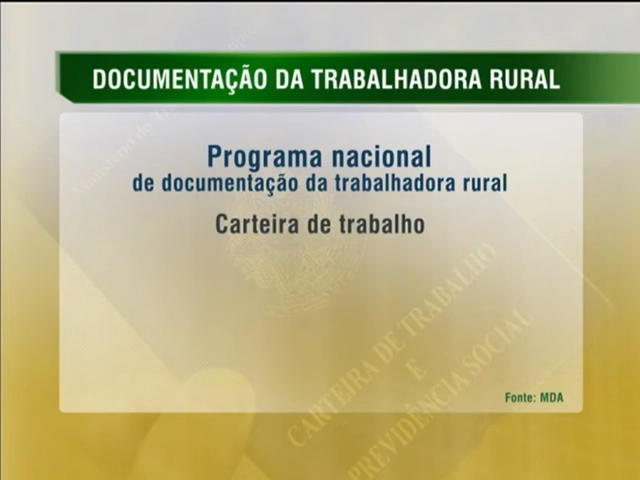 DOCUMENTAÇÃO DA TRABALHADORA RURAL
Programa nacional
de documentação da trabalhadora rural
Carteira de trabalho
CARTEIRA DE TRABALHO
E
PREVIDÊNCIA SOCIAL
Fonte: MDA